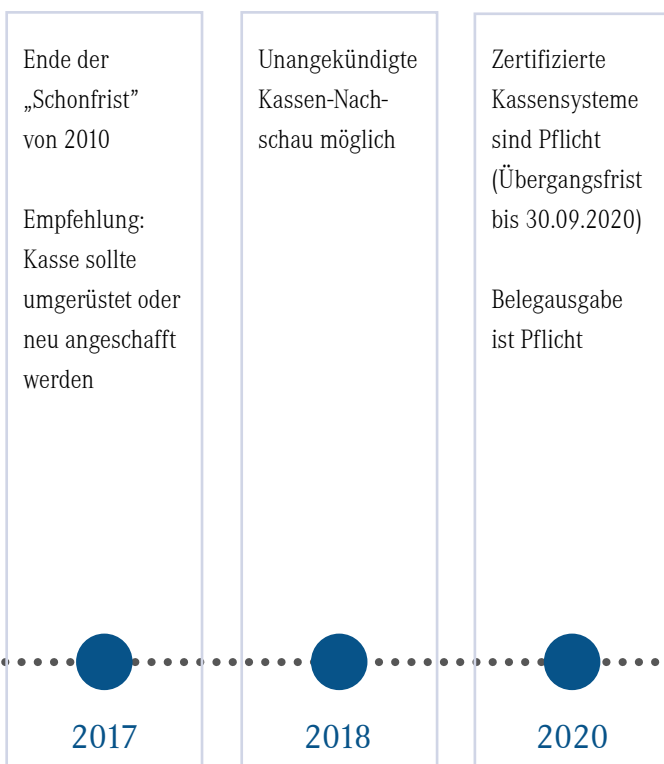 Ende der
„Schonfrist”
von 2010
Empfehlung:
Kasse sollte
umgerüstet oder
neu angeschafft
werden
2017
Unangekündigte
Kassen-Nach-
schau möglich
2018
Zertifizierte
Kassensysteme
sind Pflicht
(Übergangsfrist
bis 30.09.2020)
Belegausgabe
ist Pflicht
2020